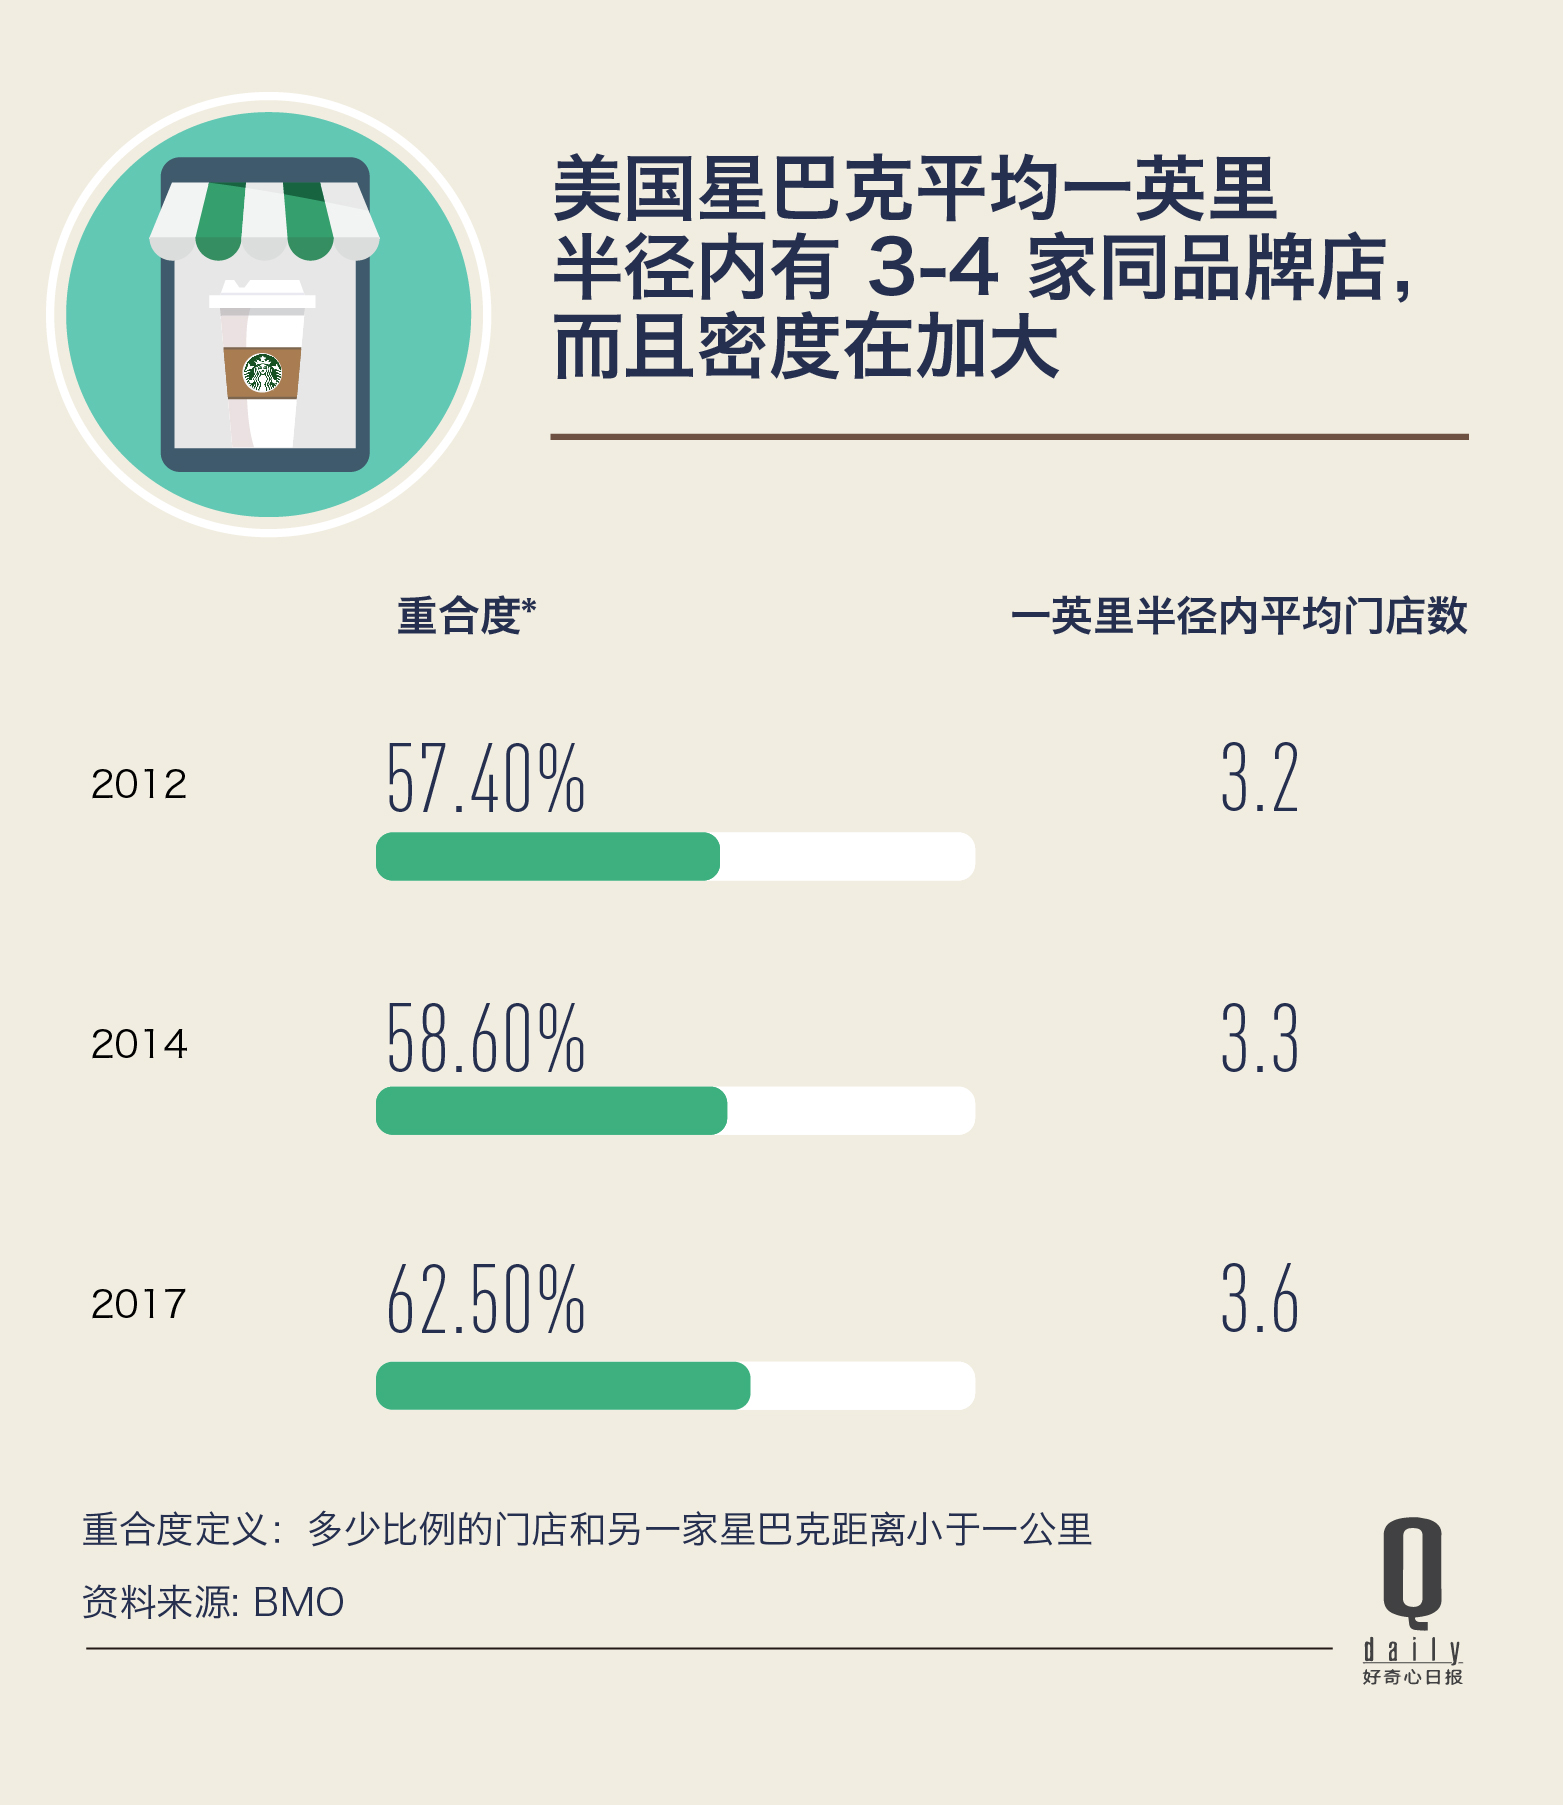 美国星巴克平均一英里
半径内有 3-4 家同品牌店，
而且密度在加大
重合度*
一英里半径内平均门店数
2012
57.40%
3.2
2014
58.60%
3.3
2017
62.50%
3.6
重合度定义：多少比例的门店和另一家星巴克距离小于一公里
资料来源: BMO
Q
daily
好奇心日报